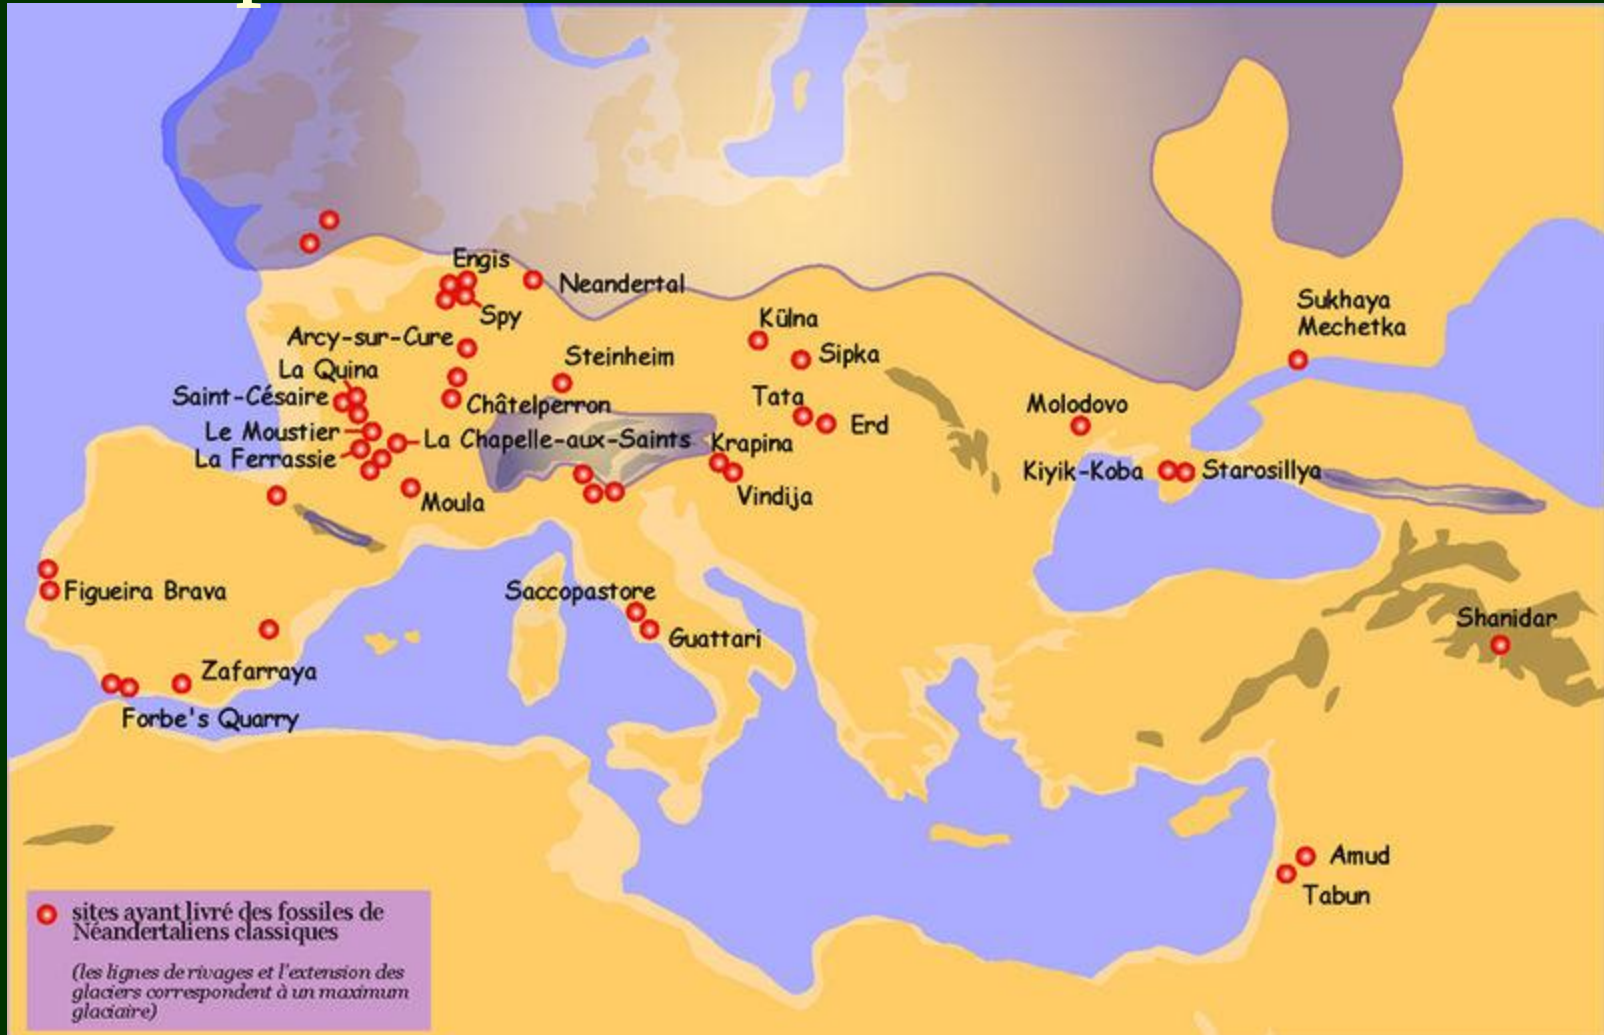 Engis
Neandertal
Spy
Külna
Sukhaya
Mechetka
Arcy-sur-Cure
Steinheim
Sipka
La Quina
Saint-Césaire
Châtelperron
Tata
Molodovo
Erd
Le Moustier
La Chapelle-aux-Saints
Krapina
La Ferrassie
Kiyik-Koba
Starosillya
Moula
Vindija
Figueira Brava
Saccopastore
Guattari
Shanidar
Zafarraya
Forbe's Quarry
Amud
Tabun
sites ayant livré des fossiles de
Néandertaliens classiques
(les lignes de rivages et l'extension des
glaciers correspondent à un maximum
glaciaire)